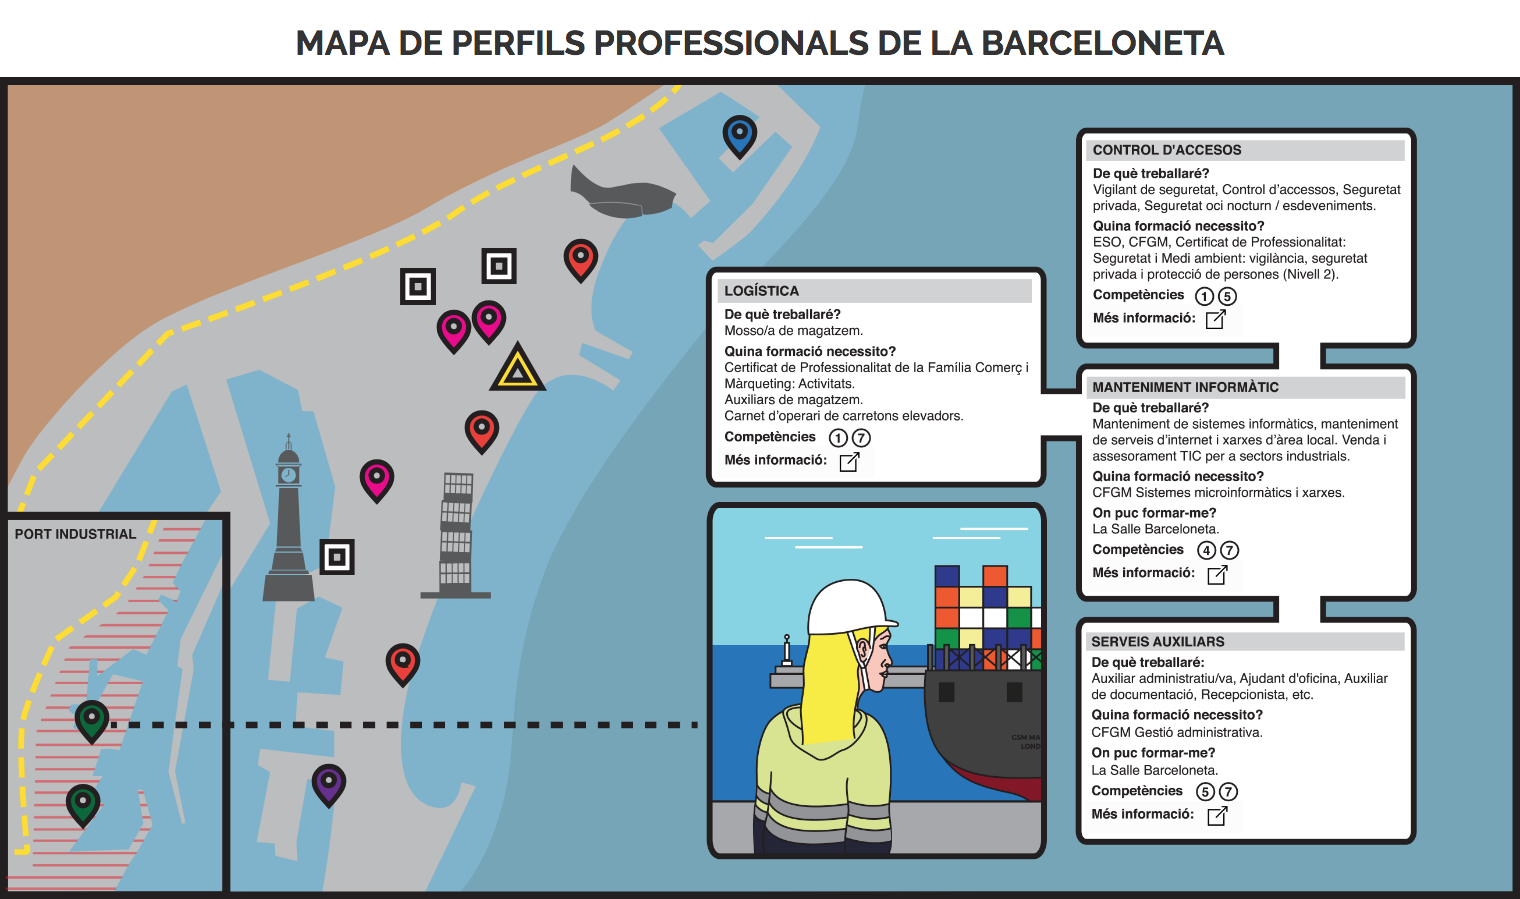 MAPA DE PERFILS PROFESSIONALS DE LA BARCELONETA
PORT INDUSTRIAL
LOGÍSTICA
De què treballaré?
Mosso/a de magatzem.
Quina formació necessito?
Certificat de Professionalitat de la Família Comerç i
Màrqueting: Activitats.
Auxiliars de magatzem.
Carnet d'operari de carretons elevadors.
Competències 1 7
Més informació:
GSM MA
LOND
CONTROL D'ACCESOS
De què treballaré?
Vigilant de seguretat, Control d'accessos, Seguretat
privada, Seguretat oci nocturn / esdeveniments.
Quina formació necessito?
ESO, CFGM, Certificat de Professionalitat:
Seguretat i Medi ambient: vigilància, seguretat
privada i protecció de persones (Nivell 2).
Competències 1 5
Més informació:
MANTENIMENT INFORMÀTIC
De què treballaré?
Manteniment de sistemes informàtics, manteniment
de serveis d'internet i xarxes d'àrea local. Venda i
assesorament TIC per a sectors industrials.
Quina formació necessito?
CFGM Sistemes microinformàtics i xarxes.
On puc formar-me?
La Salle Barceloneta.
Competències 4 7
Més informació:
SERVEIS AUXILIARS
De què treballaré:
Auxiliar administratiu/va, Ajudant d'oficina, Auxiliar
de documentació, Recepcionista, etc.
Quina formació necessito?
CFGM Gestió administrativa.
On puc formar-me?
La Salle Barceloneta.
Competències 5 7
Més informació: